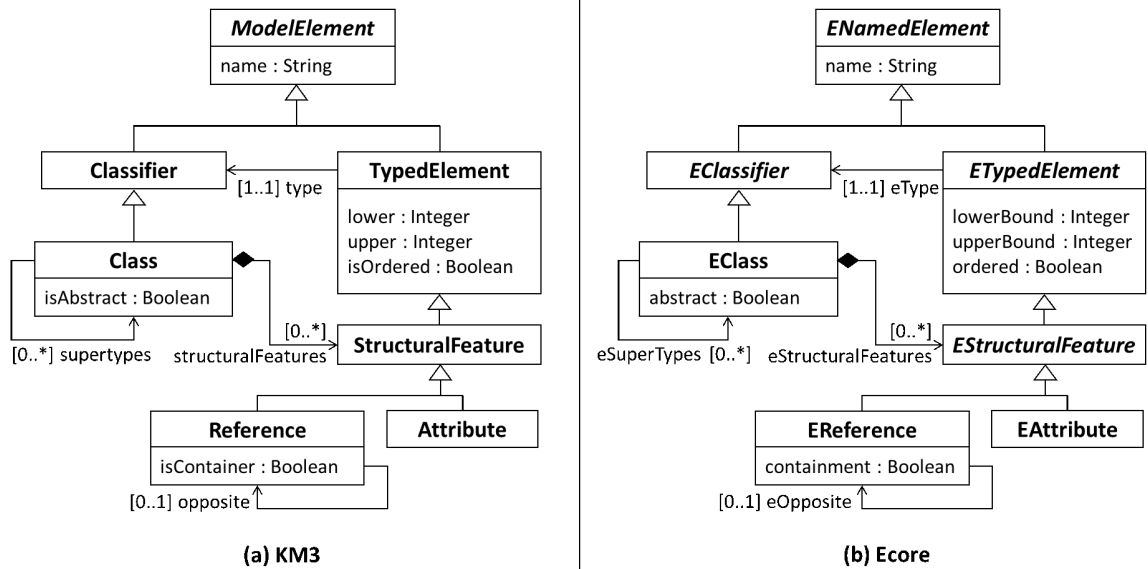 ModelElement
name : String
Classifier
TypedElement
[1..1] type
lower : Integer
upper : Integer
isOrdered : Boolean
Class
isAbstract : Boolean
[0..*] supertypes
[0..*]
structuralFeatures
StructuralFeature
Reference
isContainer : Boolean
Attribute
[0..1] opposite
(a) KM3
ENamedElement
name : String
EClassifier
ETypedElement
[1..1] eType
lowerBound : Integer
upperBound : Integer
ordered : Boolean
EClass
abstract : Boolean
eSuperTypes [0..*]
[0..*]
eStructuralFeatures
EStructuralFeature
EReference
containment : Boolean
EAttribute
[0..1] eOpposite
(b) Ecore